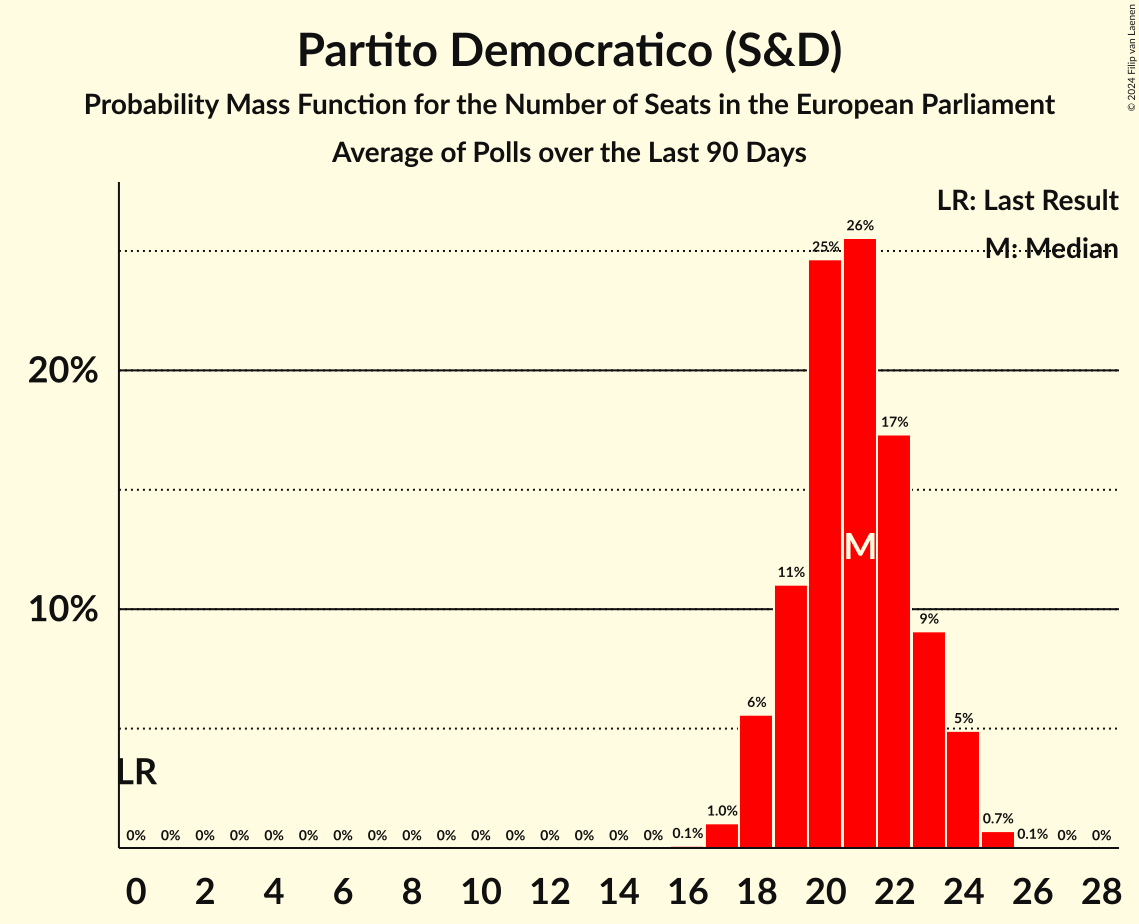 Partito Democratico (S&D)
Probability Mass Function for the Number of Seats in the European Parliament
Average of Polls over the Last 90 Days
© 2024 Filip van Laenen
LR: Last Result
M: Median
26%
25%
20%
17%
M
11%
10%
9%
6%
5%
LR
0% 0% 0% 0% 0% 0% 0% 0% 0% 0% 0% 0% 0% 0% 0% 0% 0.1% 1.0% 0.7% 0.1% 0% 0%
0 2 4 6 8 10 12 14 16 18 20 22 24 26 28